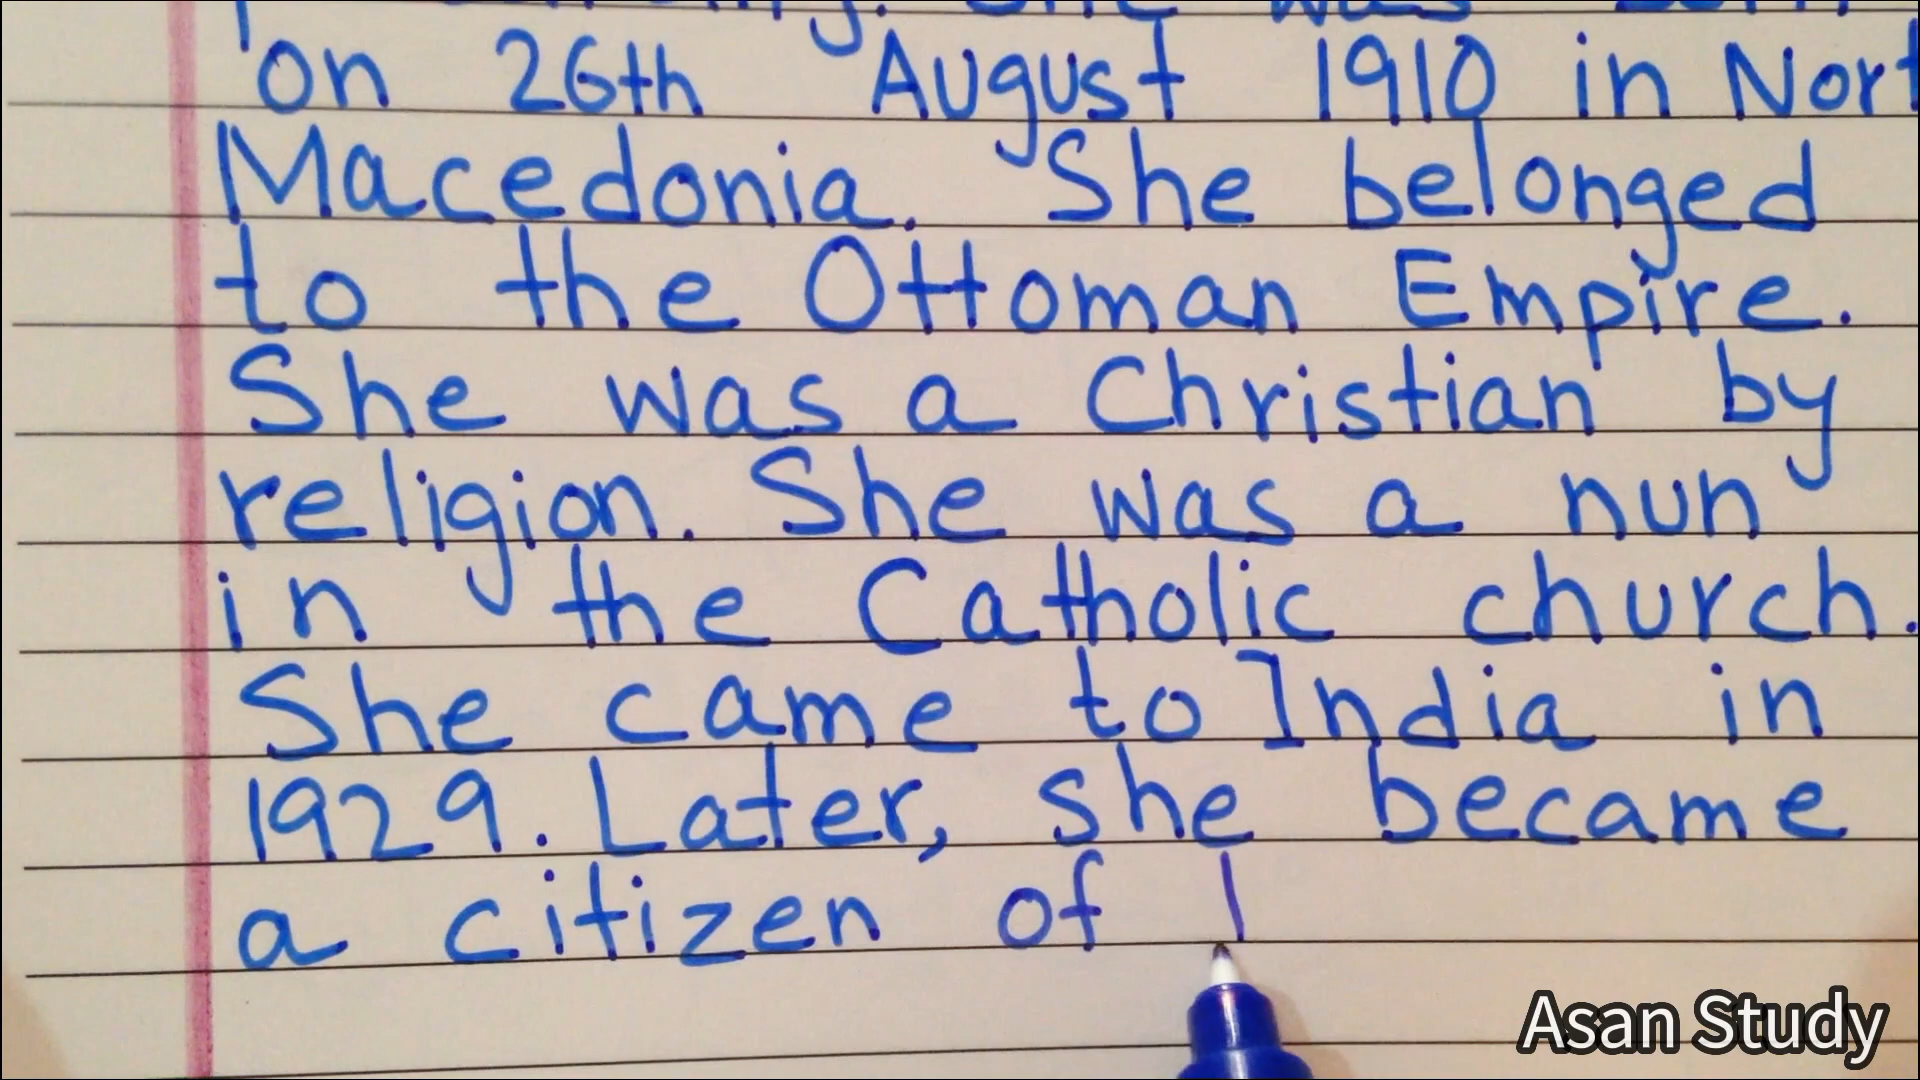 She was
on 26th August 1910 in Nort
Macedonia. She belonged
to the Ottoman Empire.
She was a Christian by
religion. She was a nun
in the Catholic church.
She came to India in
1929. Later, she became
a citizen of I
Asan Study